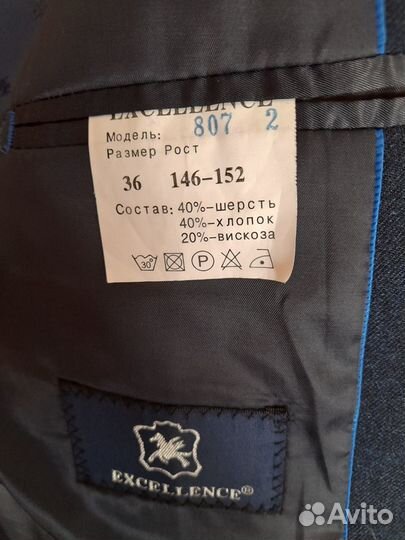 EXCELLENCE
Модель: 807 2
Размер Рост
36 146-152
Состав: 40%-шерсть
40%-хлопок
20%-вискоза
30°
P
EXCELLENCE®
Avito